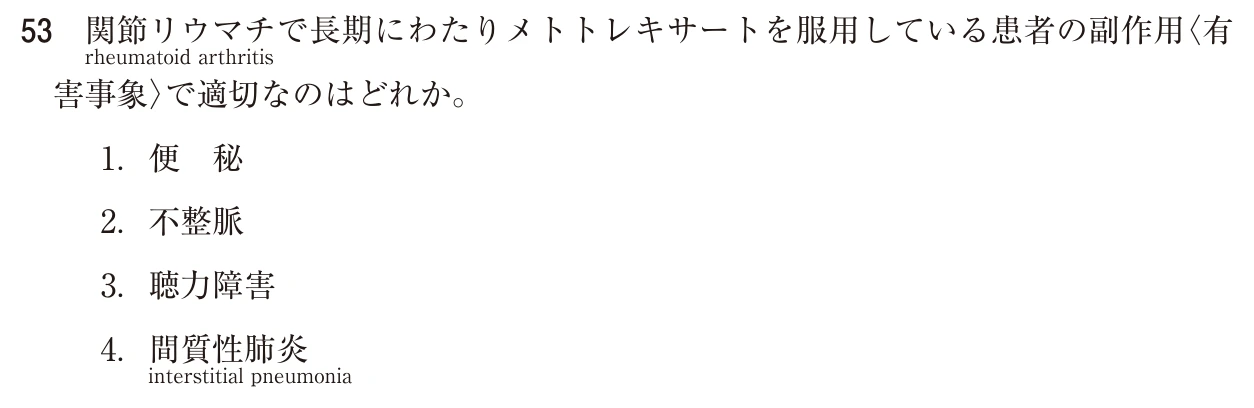 53　関節リウマチで長期にわたりメトトレキサートを服用している患者の副作用〈有
rheumatoid arthritis
害事象〉で適切なのはどれか。
1. 便　秘
2. 不整脈
3. 聴力障害
4. 間質性肺炎
interstitial pneumonia